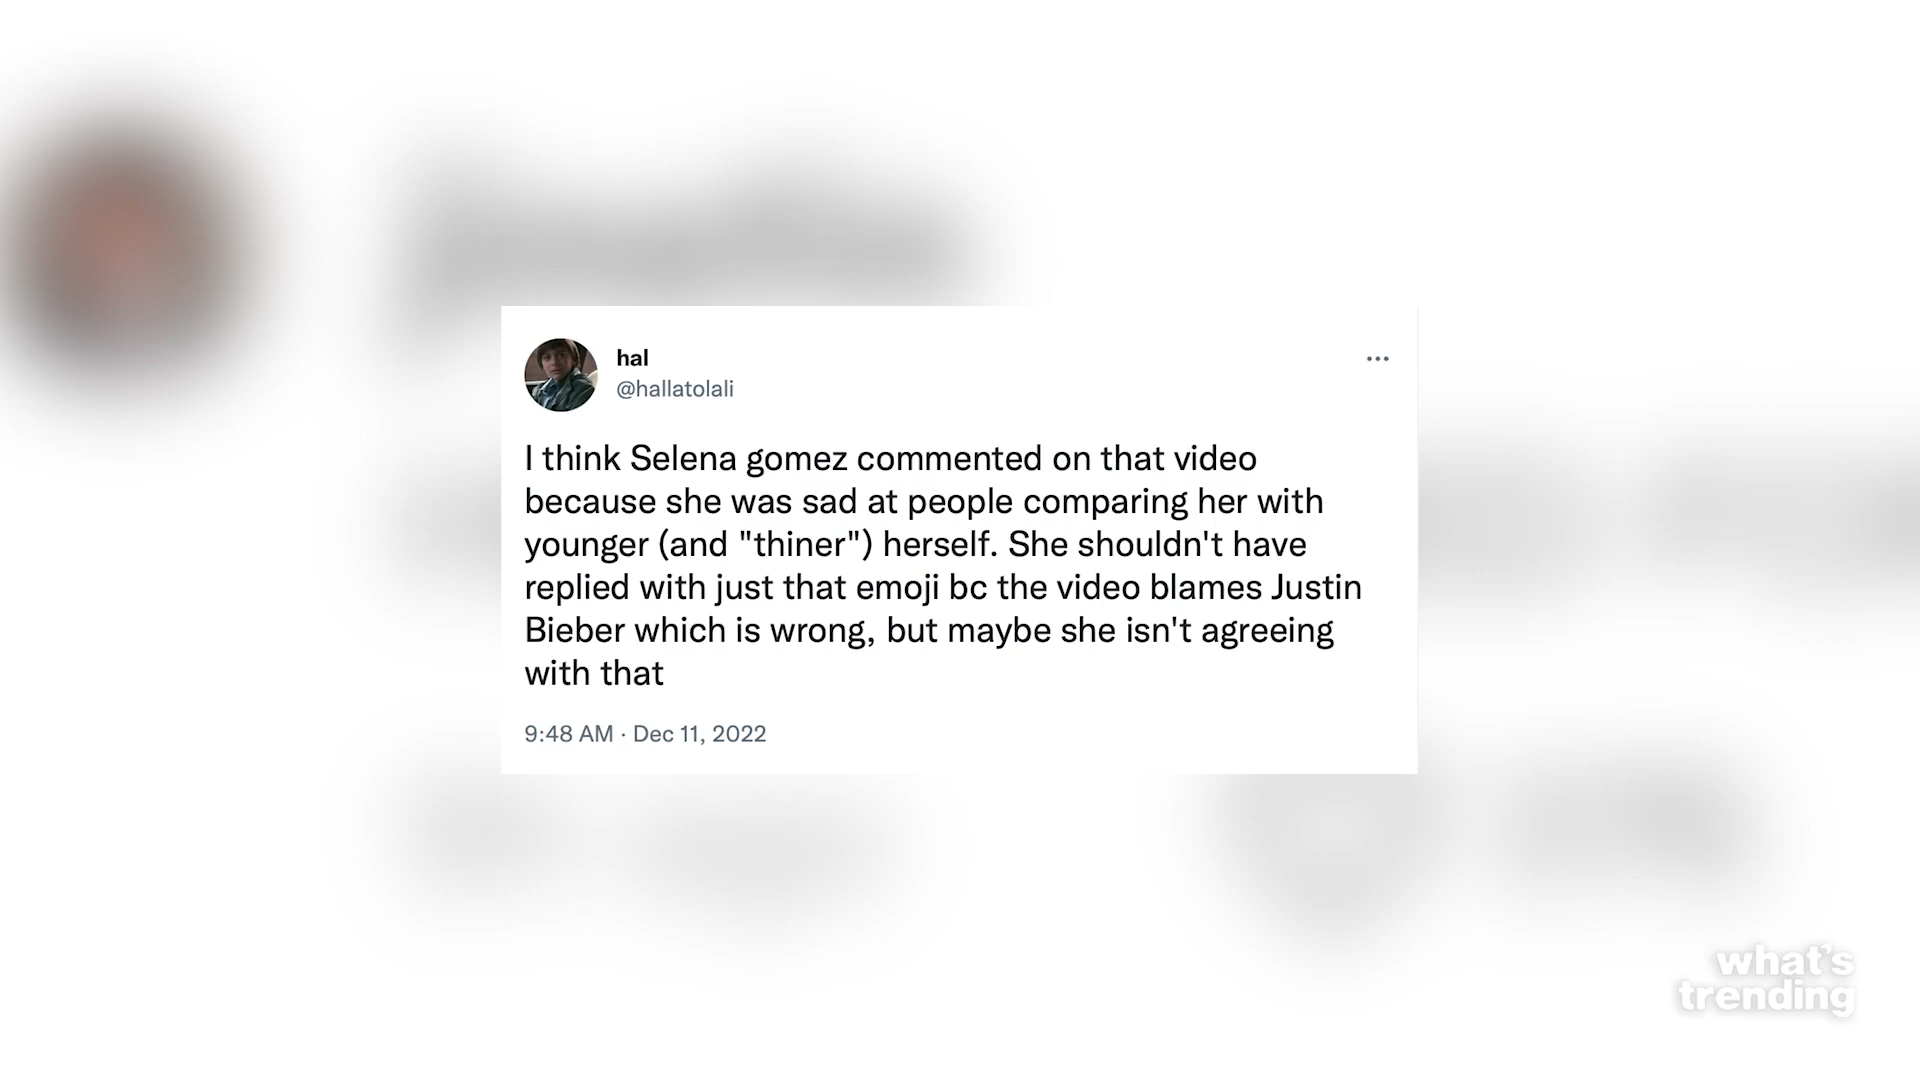 hal
@hallatolali
I think Selena gomez commented on that video
because she was sad at people comparing her with
younger (and "thiner") herself. She shouldn't have
replied with just that emoji bc the video blames Justin
Bieber which is wrong, but maybe she isn't agreeing
with that
9:48 AM · Dec 11, 2022
what's
trending